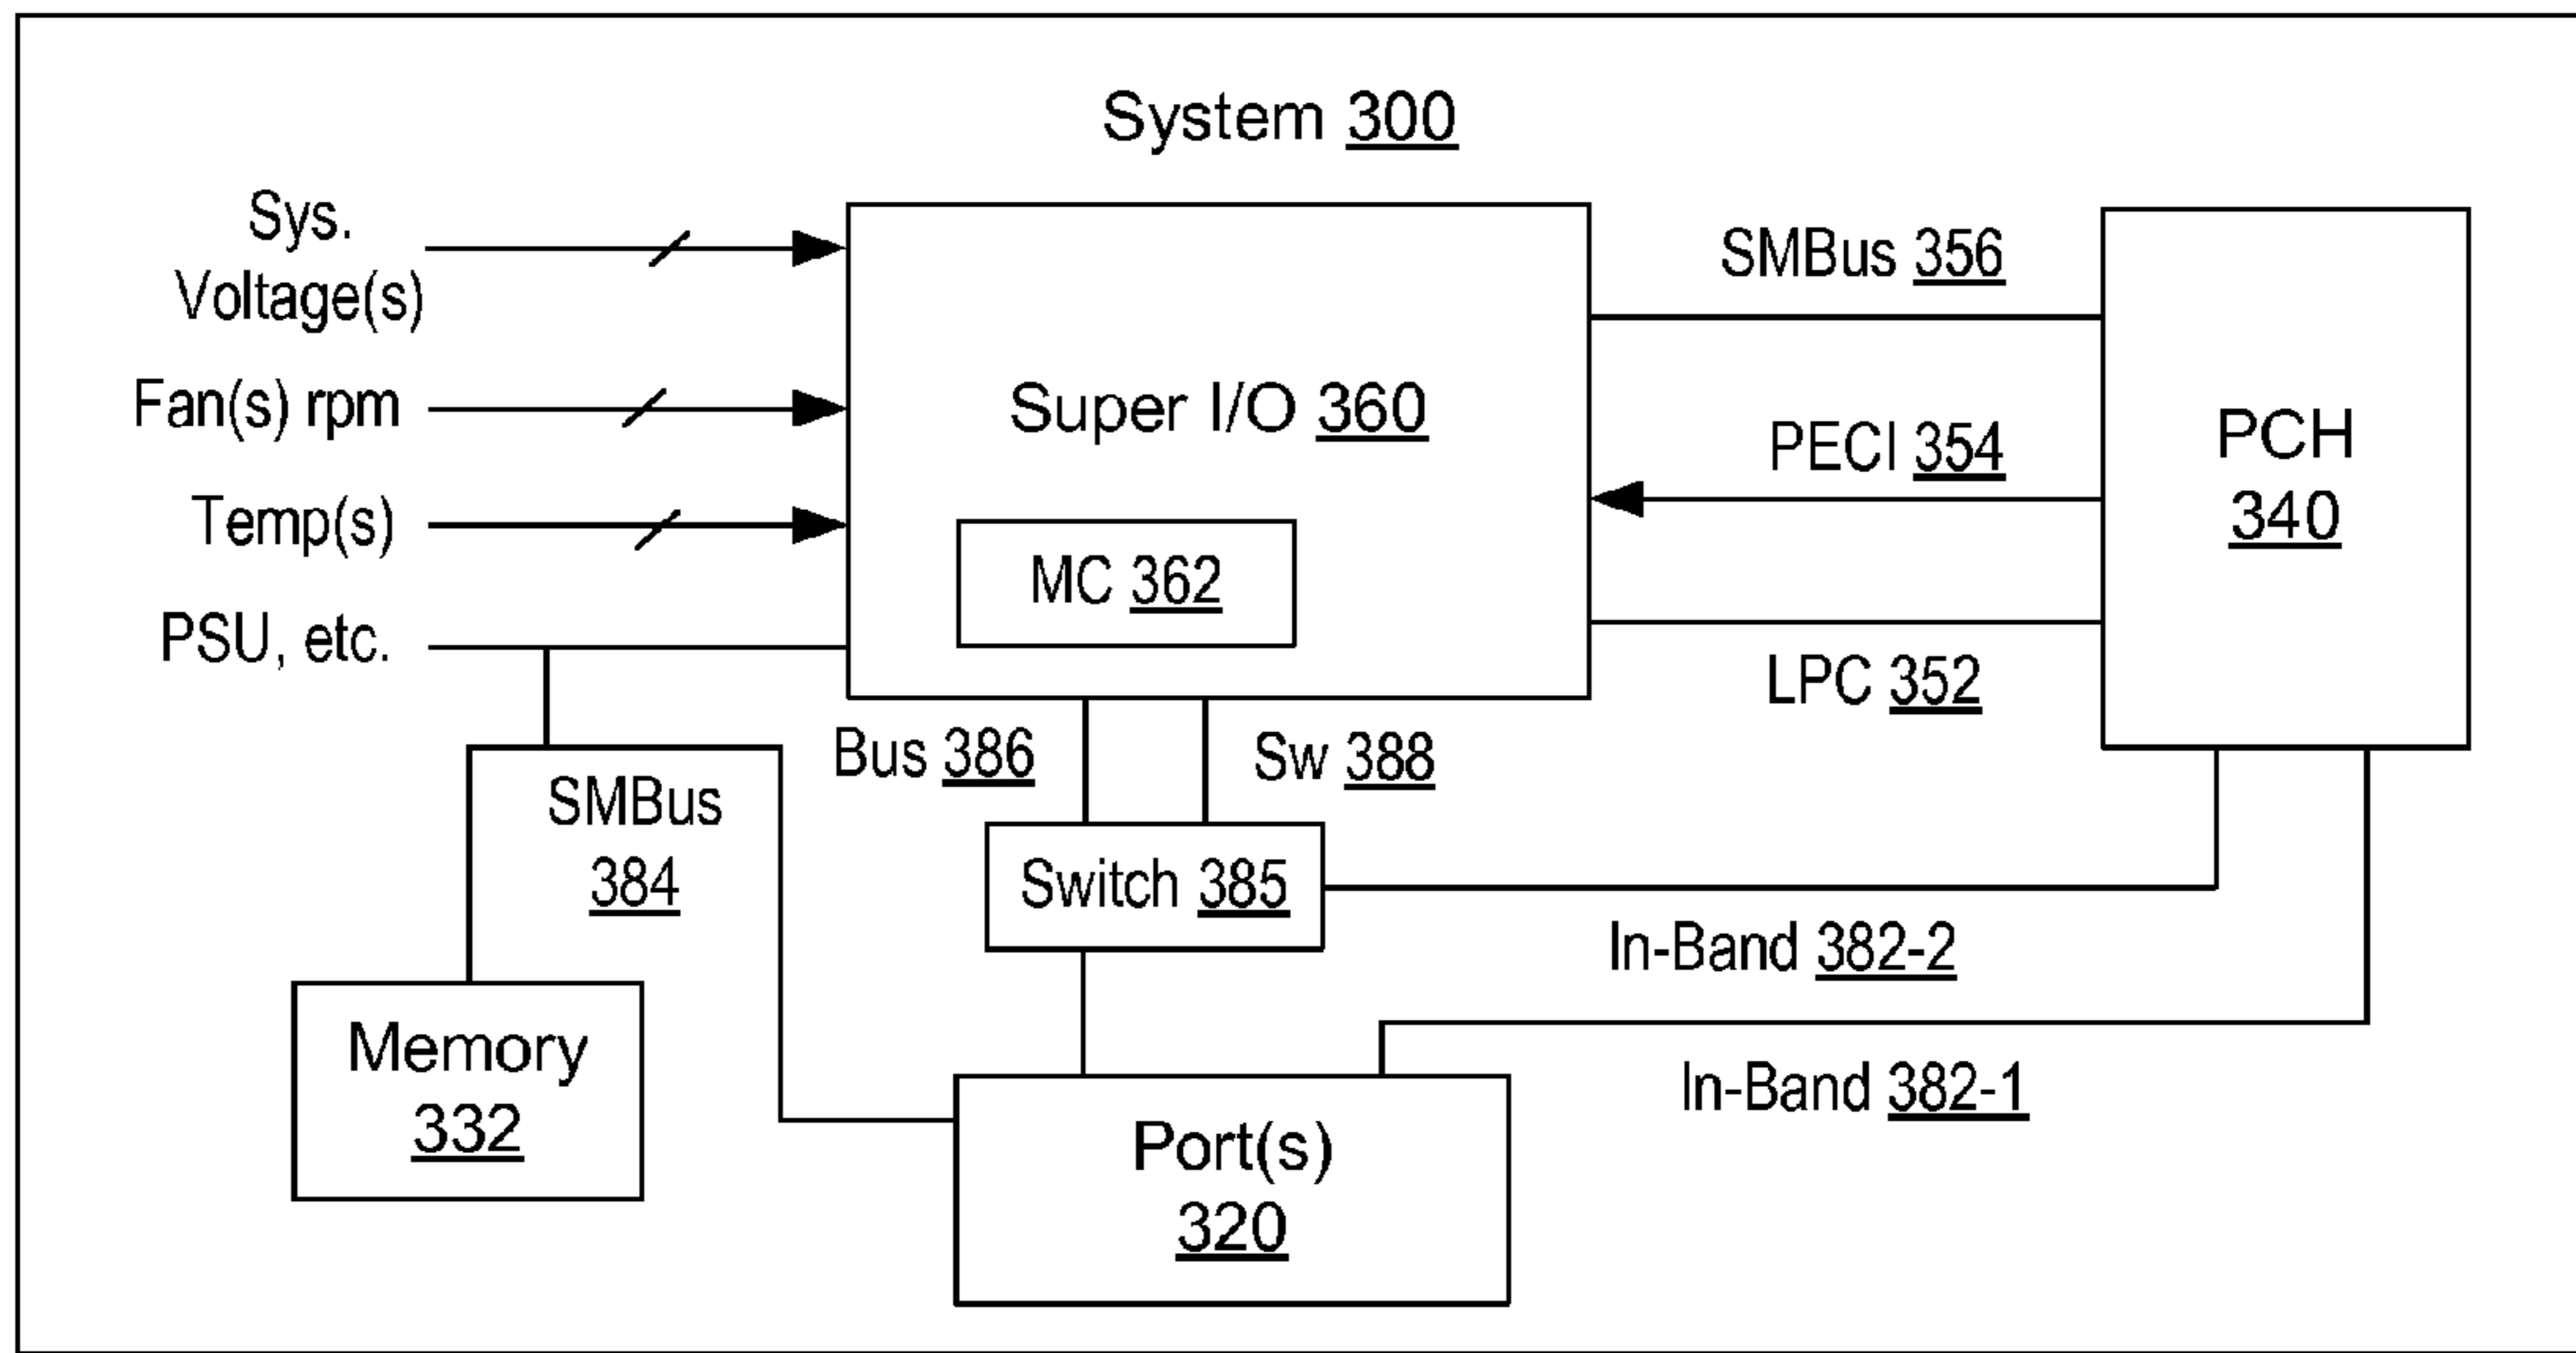 System 300
Sys.
Voltage(s)
Fan(s) rpm
Temp(s)
PSU, etc.
Super I/O 360
MC 362
SMBus 356
PECI 354
LPC 352
PCH
340
Bus 386
Sw 388
SMBus
384
Switch 385
In-Band 382-2
In-Band 382-1
Memory
332
Port(s)
320